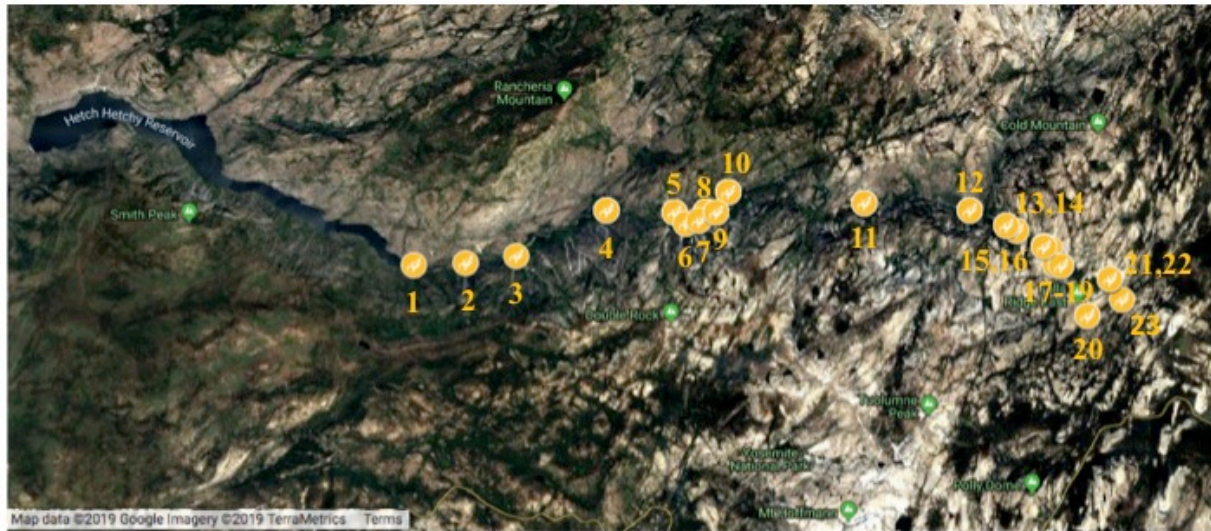 Rancheria
Mountain
Hetch Hetchy Reservoir
Cold Mountain
Smith Peak
10
5
8
12
13,14
4
6
7
9
11
15,16
21,22
1
2
3
17-19
23
20
Double Rock
Tuolumne
Peak
Yosemite
National Park
Polly Dome
Mt Hoffmann
Map data ©2019 Google Imagery ©2019 TerraMetrics Terms